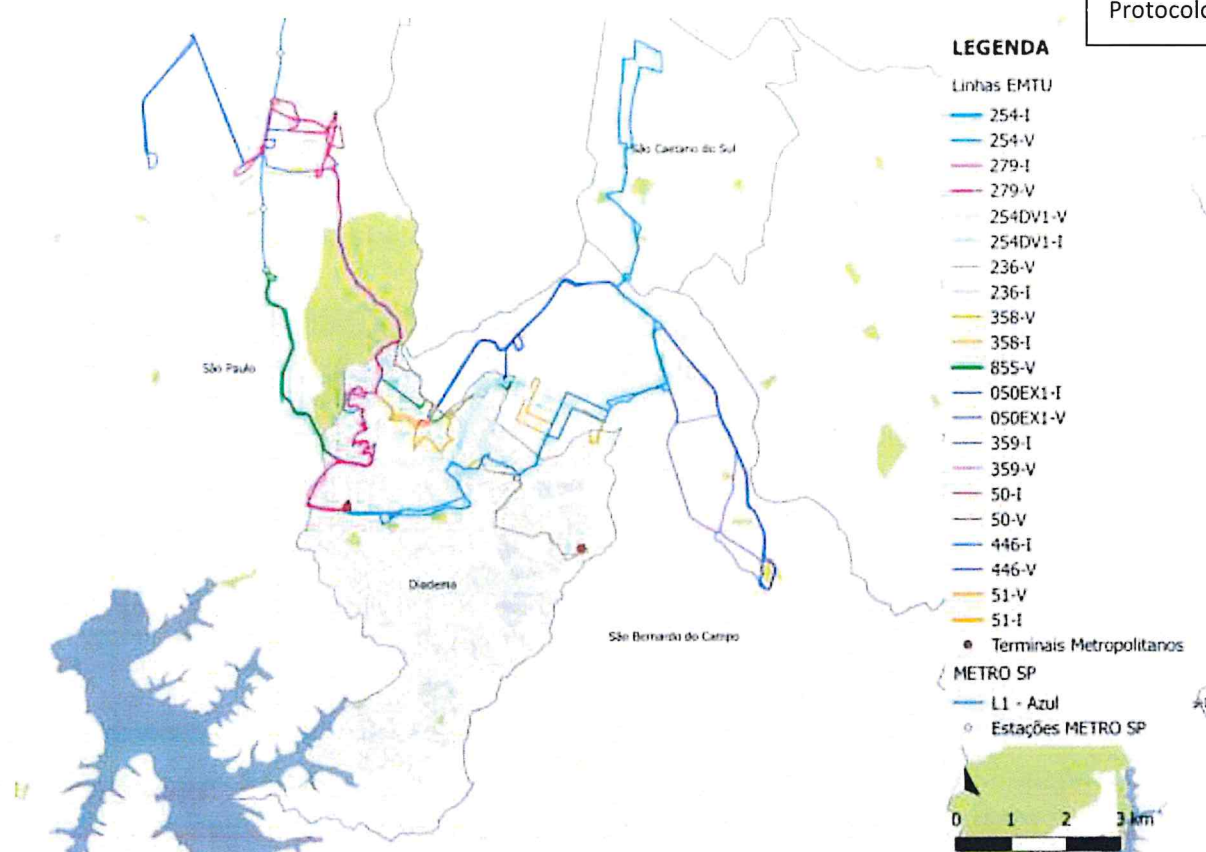 Protocolo
LEGENDA
Linhas EMTU
254-I
254-V
279-I
279-V
254DV1-V
254DV1-I
236-V
236-I
358-V
358-I
855-V
050EX1-I
050EX1-V
359-I
359-V
50-I
50-V
446-I
446-V
51-V
51-I
Terminais Metropolitanos
METRO SP
L1 - Azul
Estações METRO SP
0 1 2 3 km
São Caetano do Sul
São Paulo
Diadema
São Bernardo do Campo